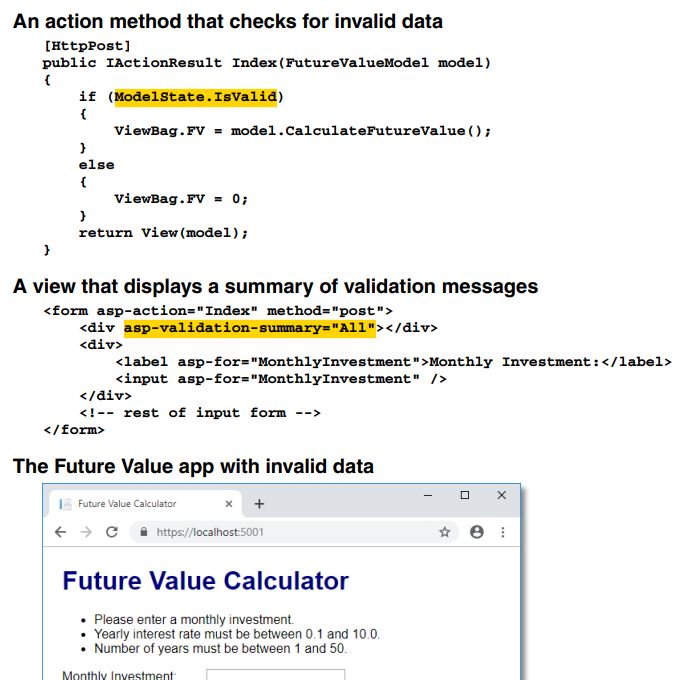 An action method that checks for invalid data
[HttpPost]
public IActionResult Index(FutureValueModel model)
{
    if (ModelState.IsValid)
    {
        ViewBag.FV = model.CalculateFutureValue();
    }
    else
    {
        ViewBag.FV = 0;
    }
    return View(model);
}
A view that displays a summary of validation messages
<form asp-action="Index" method="post">
    <div asp-validation-summary="All"></div>
    <div>
        <label asp-for="MonthlyInvestment">Monthly Investment:</label>
        <input asp-for="MonthlyInvestment" />
    </div>
    <!-- rest of input form -->
</form>
The Future Value app with invalid data
Future Value Calculator
https://localhost:5001
Future Value Calculator
• Please enter a monthly investment.
• Yearly interest rate must be between 0.1 and 10.0.
• Number of years must be between 1 and 50.
Monthly Investment: